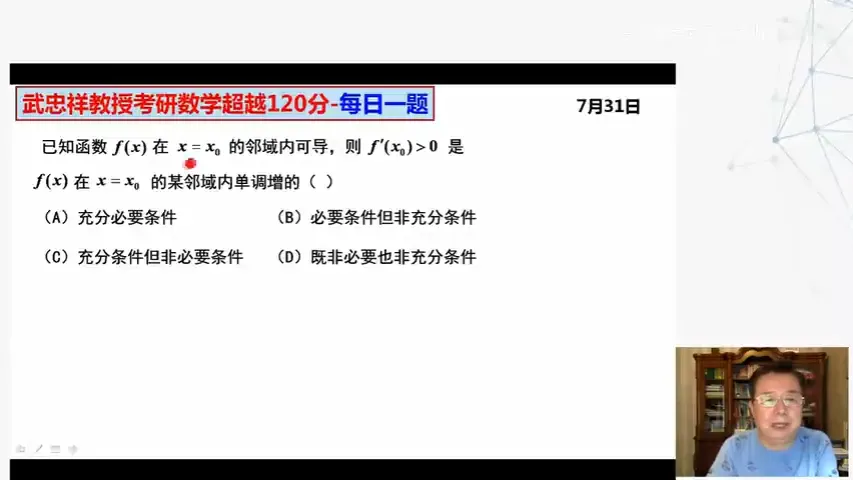 武忠祥教授考研数学超越120分-每日一题
7月31日
已知函数 f(x) 在 x = x₀ 的邻域内可导，则 f′(x₀) > 0 是
f(x) 在 x = x₀ 的某邻域内单调增的（ ）
（A）充分必要条件 （B）必要条件但非充分条件
（C）充分条件但非必要条件 （D）既非必要也非充分条件